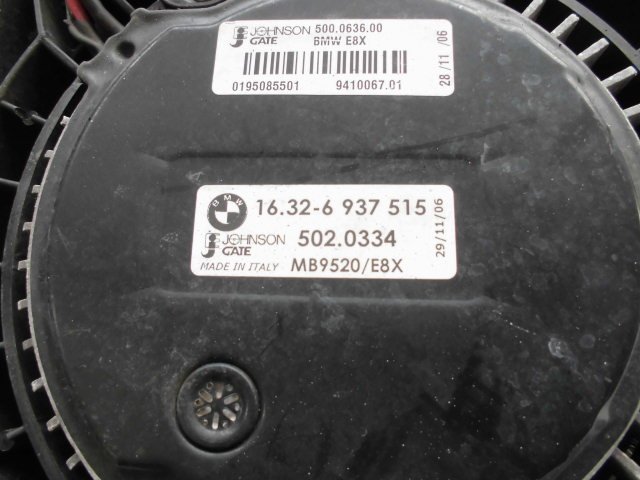 JOHNSON GATE 500.0636.00
BMW E8X
0195085501 9410067.01
28/11/06
BMW 16.32-6 937 515
JOHNSON GATE 502.0334
MADE IN ITALY MB9520/E8X
29/11/06